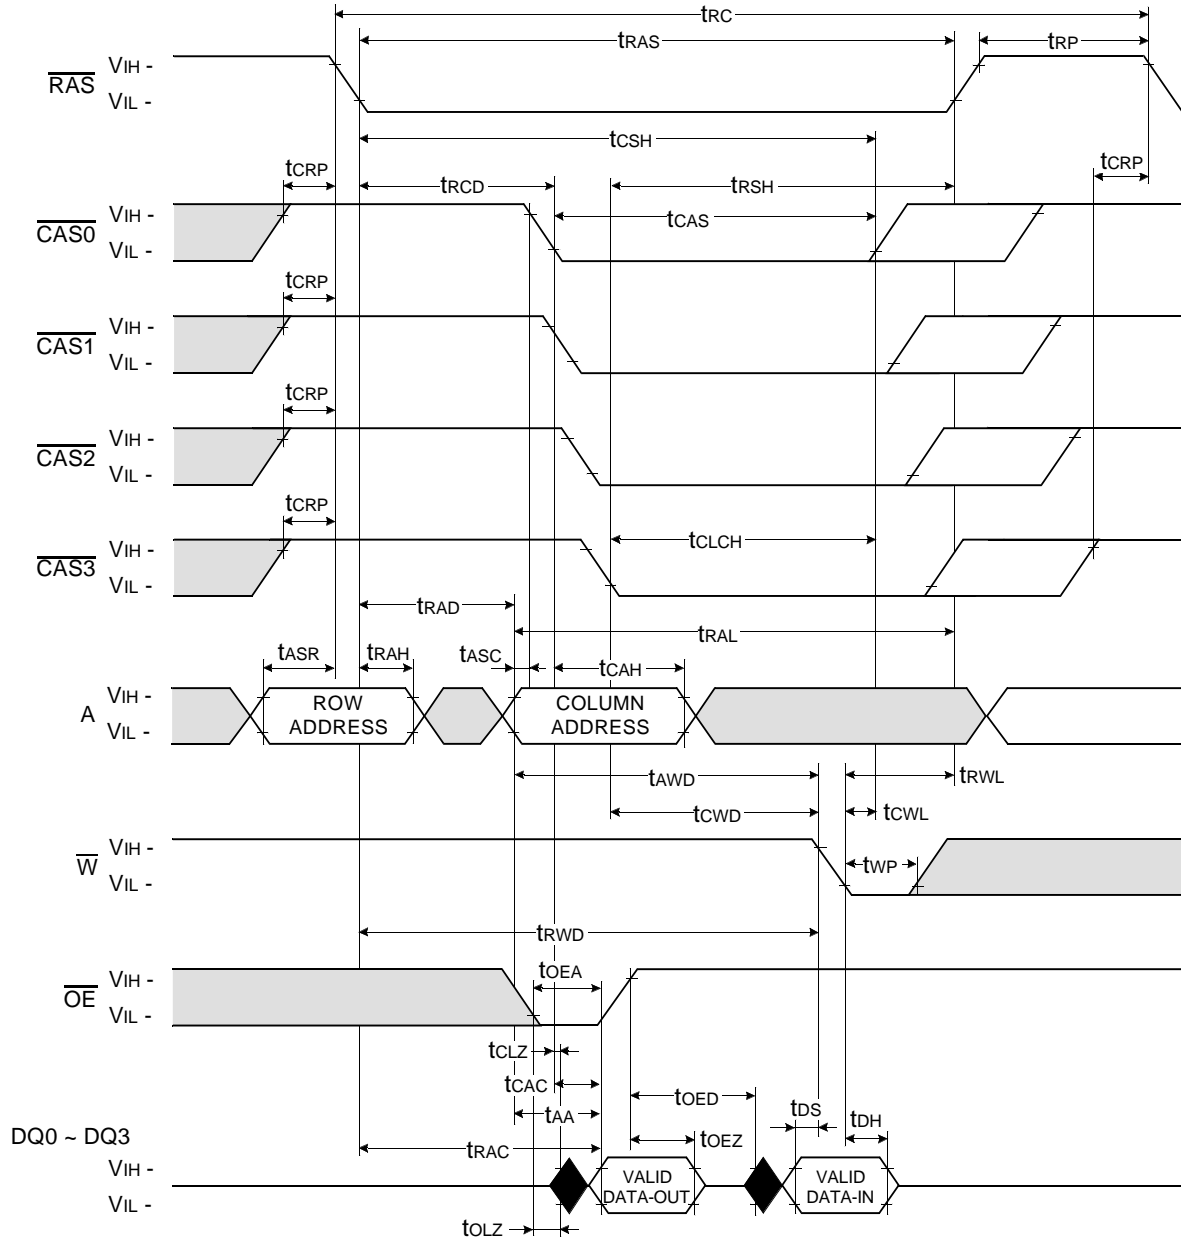 tRC
tRAS
tRP
RAS
VIH -
VIL -
tCSH
tCRP
tRCD
tRSH
tCRP
CAS0
VIH -
VIL -
tCAS
tCRP
CAS1
VIH -
VIL -
tCRP
CAS2
VIH -
VIL -
tCRP
tCLCH
CAS3
VIH -
VIL -
tRAD
tRAL
tASR
tRAH
tASC
tCAH
A
VIH -
VIL -
ROW
ADDRESS
COLUMN
ADDRESS
tAWD
tRWL
tCWD
tCWL
W
VIH -
VIL -
tWP
tRWD
OE
VIH -
VIL -
tOEA
tCLZ
tCAC
tOED
tAA
tDS
tDH
DQ0 ~ DQ3
tRAC
tOEZ
VIH -
VIL -
VALID
DATA-OUT
VALID
DATA-IN
tOLZ